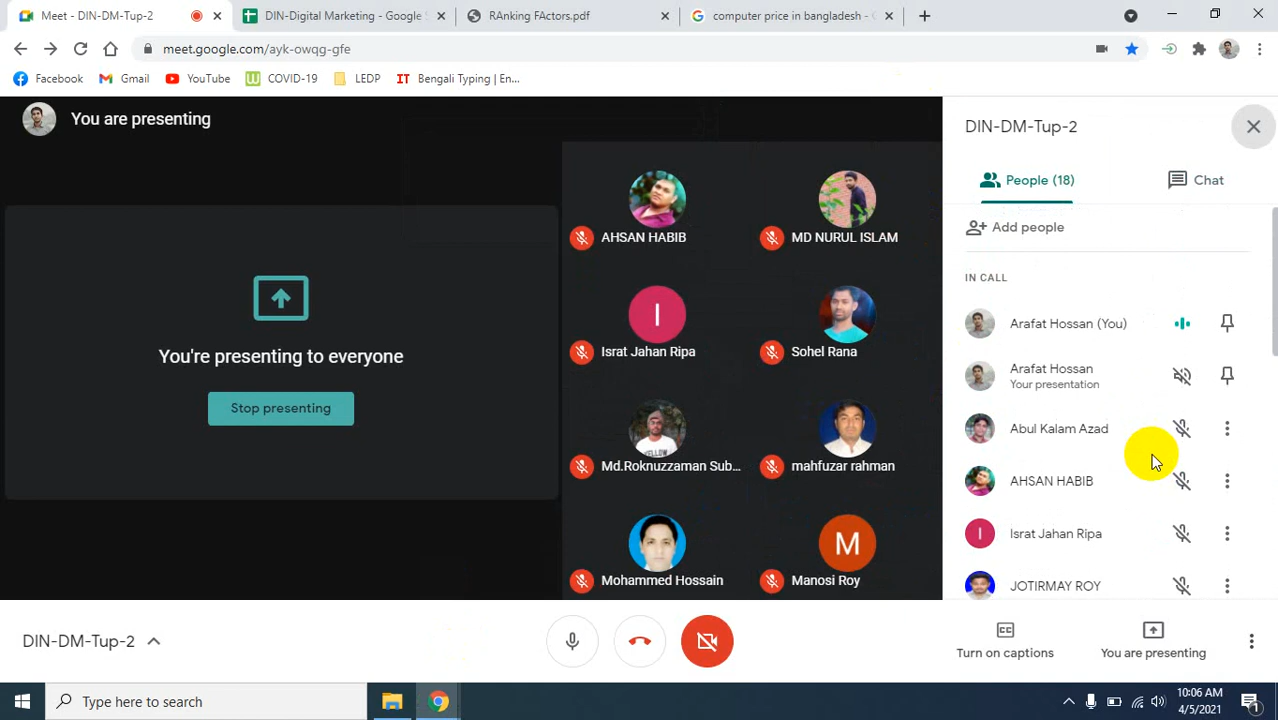 Meet - DIN-DM-Tup-2
DIN-Digital Marketing - Google S
RAnking FActors.pdf
computer price in bangladesh - G
meet.google.com/ayk-owqg-gfe
Facebook
Gmail
YouTube
COVID-19
LEDP
IT Bengali Typing | En...
You are presenting
You're presenting to everyone
Stop presenting
AHSAN HABIB
MD NURUL ISLAM
I
Israt Jahan Ripa
Sohel Rana
Md.Roknuzzaman Sub...
mahfuzar rahman
Mohammed Hossain
M
Manosi Roy
DIN-DM-Tup-2
People (18)
Chat
Add people
IN CALL
Arafat Hossan (You)
Arafat Hossan
Your presentation
Abul Kalam Azad
AHSAN HABIB
I
Israt Jahan Ripa
JOTIRMAY ROY
DIN-DM-Tup-2
CC
Turn on captions
You are presenting
Type here to search
10:06 AM
4/5/2021
1